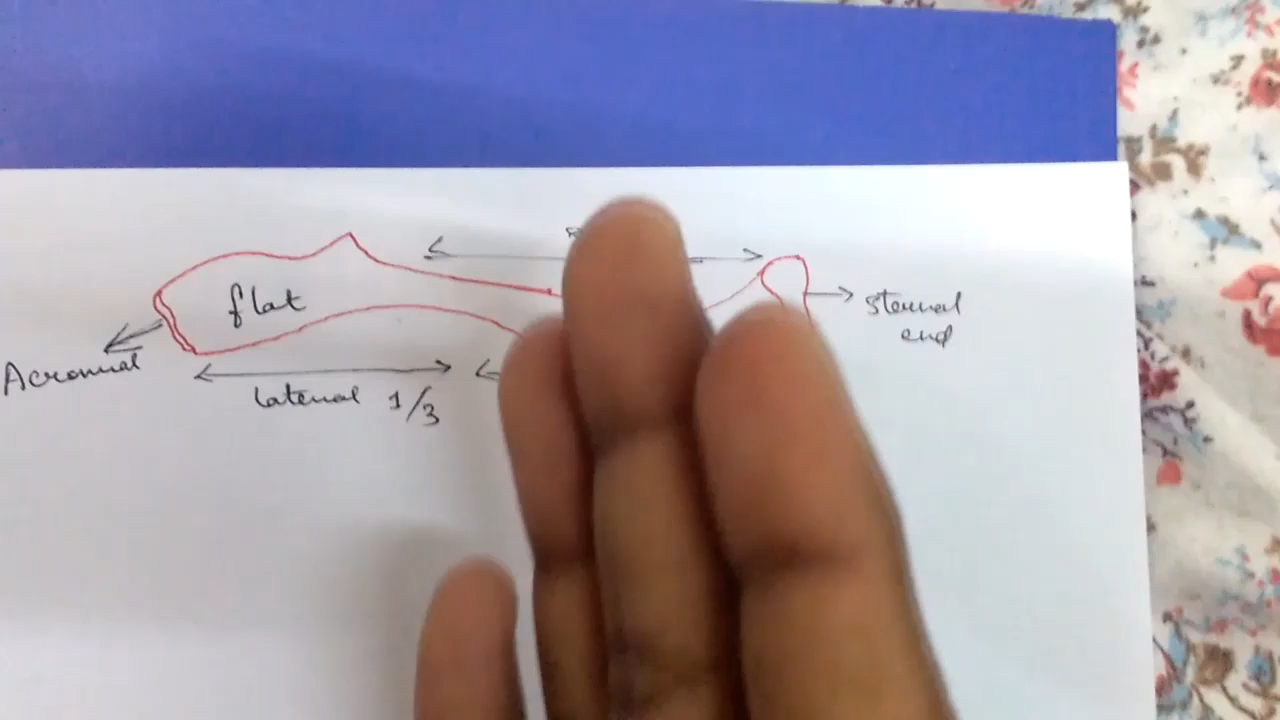 flat
Sternal
end
Acromial
lateral 1/3